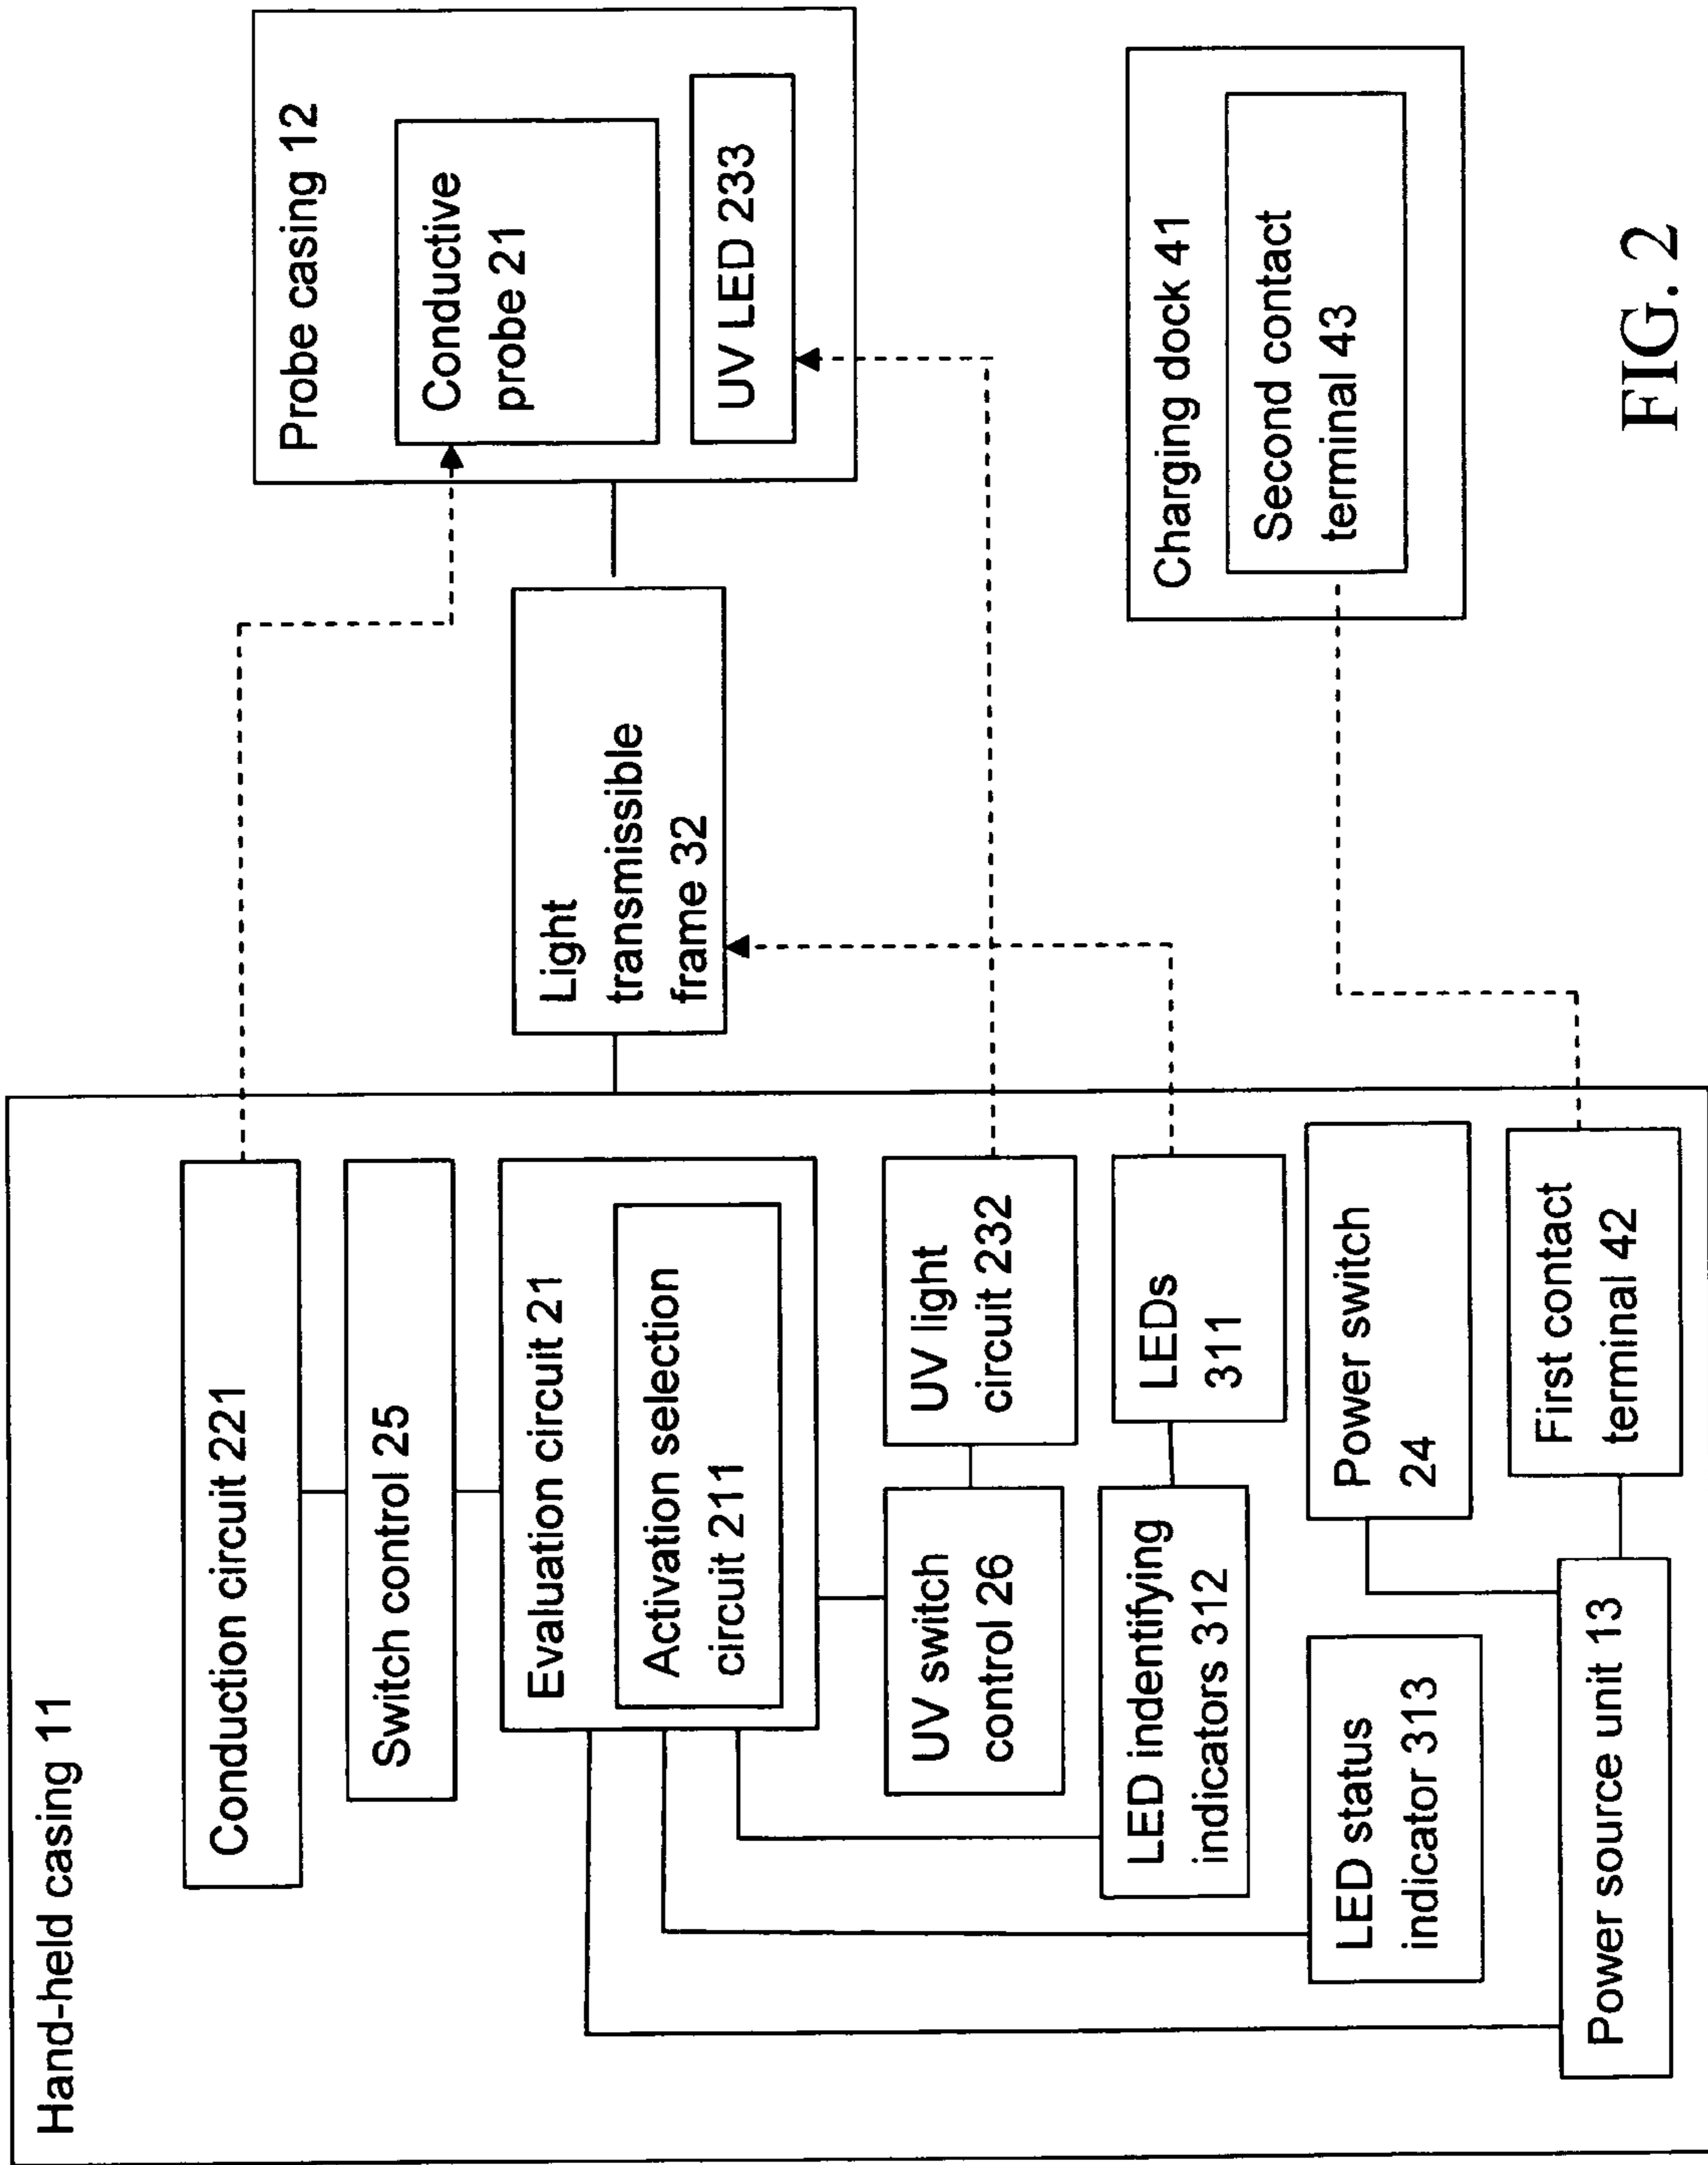 Hand-held casing 11
Conduction circuit 221
Switch control 25
Evaluation circuit 21
Activation selection
circuit 211
UV switch
control 26
UV light
circuit 232
LED indentifying
indicators 312
LEDs
311
LED status
indicator 313
Power switch
24
Power source unit 13
First contact
terminal 42
Light
transmissible
frame 32
Probe casing 12
Conductive
probe 21
UV LED 233
Charging dock 41
Second contact
terminal 43
FIG. 2